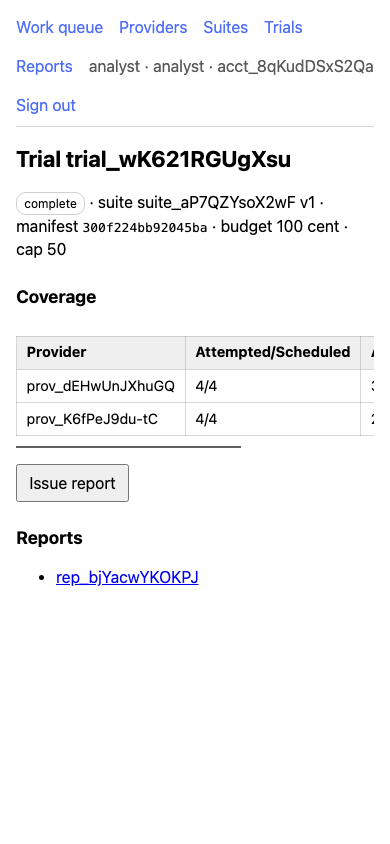 Work queue Providers Suites Trials
Reports analyst · analyst · acct_8qKudDSxS2Qa
Sign out
Trial trial_wK621RGUgXsu
complete · suite suite_aP7QZYsoX2wF v1 ·
manifest 300f224bb92045ba · budget 100 cent ·
cap 50
Coverage
Provider Attempted/Scheduled
prov_dEHwUnJXhuGQ 4/4
prov_K6fPeJ9du-tC 4/4
Issue report
Reports
rep_bjYacwYKOKPJ